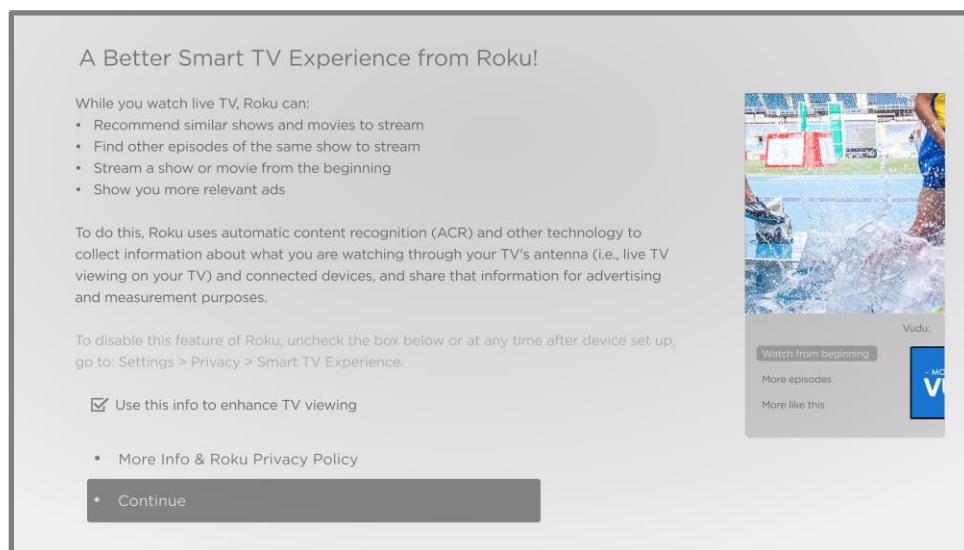 A Better Smart TV Experience from Roku!
While you watch live TV, Roku can:
• Recommend similar shows and movies to stream
• Find other episodes of the same show to stream
• Stream a show or movie from the beginning
• Show you more relevant ads
To do this, Roku uses automatic content recognition (ACR) and other technology to
collect information about what you are watching through your TV's antenna (i.e., live TV
viewing on your TV) and connected devices, and share that information for advertising
and measurement purposes.
To disable this feature of Roku, uncheck the box below or at any time after device set up,
go to: Settings > Privacy > Smart TV Experience.
Use this info to enhance TV viewing
• More Info & Roku Privacy Policy
• Continue
Vudu:
Watch from beginning
More episodes
More like this